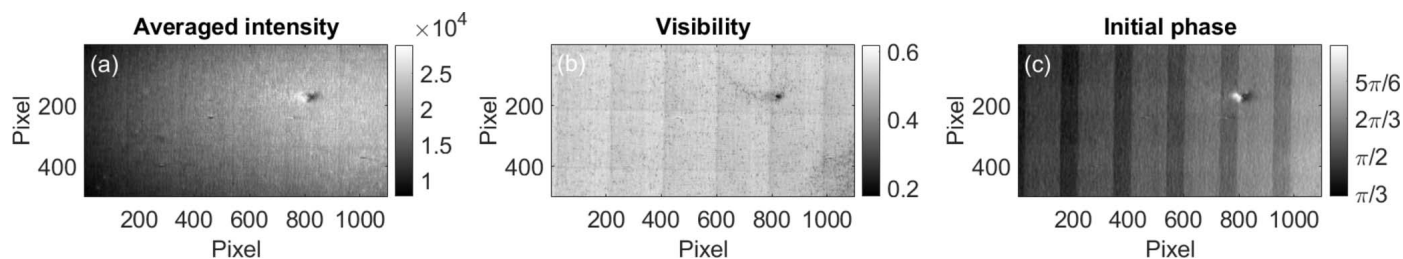 Averaged intensity
×10⁴
(a)
2.5
2
1.5
1
200
400
Pixel
200 400 600 800 1000
Pixel
Visibility
(b)
0.6
0.4
0.2
200
400
Pixel
200 400 600 800 1000
Pixel
Initial phase
(c)
5π/6
2π/3
π/2
π/3
200
400
Pixel
200 400 600 800 1000
Pixel